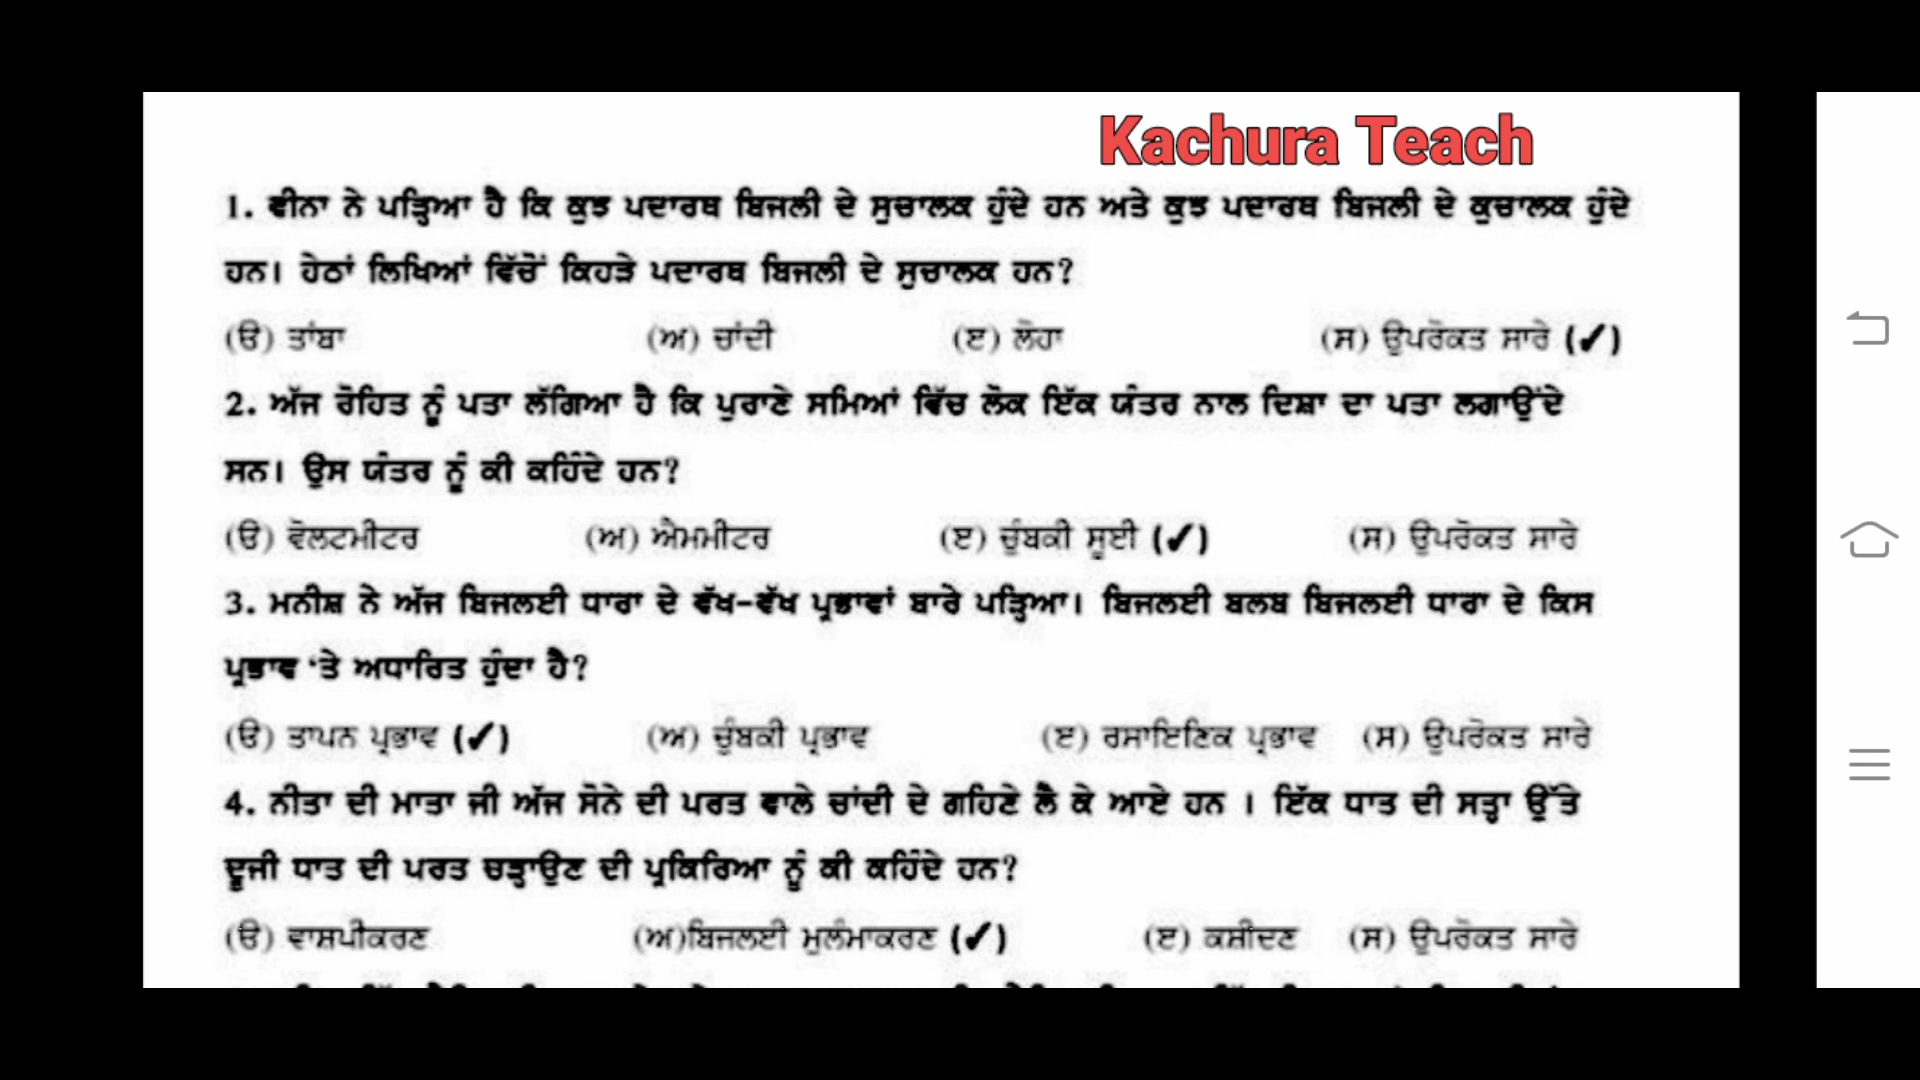 Kachura Teach
1. ਵੀਨਾ ਨੇ ਪੜ੍ਹਿਆ ਹੈ ਕਿ ਕੁਝ ਪਦਾਰਥ ਬਿਜਲੀ ਦੇ ਸੁਚਾਲਕ ਹੁੰਦੇ ਹਨ ਅਤੇ ਕੁਝ ਪਦਾਰਥ ਬਿਜਲੀ ਦੇ ਕੁਚਾਲਕ ਹੁੰਦੇ
ਹਨ। ਹੇਠਾਂ ਲਿਖਿਆਂ ਵਿੱਚੋਂ ਕਿਹੜੇ ਪਦਾਰਥ ਬਿਜਲੀ ਦੇ ਸੁਚਾਲਕ ਹਨ?
(ੳ) ਤਾਂਬਾ (ਅ) ਚਾਂਦੀ (ੲ) ਲੋਹਾ (ਸ) ਉਪਰੋਕਤ ਸਾਰੇ (✓)
2. ਅੱਜ ਰੋਹਿਤ ਨੂੰ ਪਤਾ ਲੱਗਿਆ ਹੈ ਕਿ ਪੁਰਾਣੇ ਸਮਿਆਂ ਵਿੱਚ ਲੋਕ ਇੱਕ ਯੰਤਰ ਨਾਲ ਦਿਸ਼ਾ ਦਾ ਪਤਾ ਲਗਾਉਂਦੇ
ਸਨ। ਉਸ ਯੰਤਰ ਨੂੰ ਕੀ ਕਹਿੰਦੇ ਹਨ?
(ੳ) ਵੋਲਟਮੀਟਰ (ਅ) ਐਮਮੀਟਰ (ੲ) ਚੁੰਬਕੀ ਸੂਈ (✓) (ਸ) ਉਪਰੋਕਤ ਸਾਰੇ
3. ਮਨੀਸ਼ ਨੇ ਅੱਜ ਬਿਜਲਈ ਧਾਰਾ ਦੇ ਵੱਖ-ਵੱਖ ਪ੍ਰਭਾਵਾਂ ਬਾਰੇ ਪੜ੍ਹਿਆ। ਬਿਜਲਈ ਬਲਬ ਬਿਜਲਈ ਧਾਰਾ ਦੇ ਕਿਸ
ਪ੍ਰਭਾਵ ‘ਤੇ ਅਧਾਰਿਤ ਹੁੰਦਾ ਹੈ?
(ੳ) ਤਾਪਨ ਪ੍ਰਭਾਵ (✓) (ਅ) ਚੁੰਬਕੀ ਪ੍ਰਭਾਵ (ੲ) ਰਸਾਇਣਿਕ ਪ੍ਰਭਾਵ (ਸ) ਉਪਰੋਕਤ ਸਾਰੇ
4. ਨੀਤਾ ਦੀ ਮਾਤਾ ਜੀ ਅੱਜ ਸੋਨੇ ਦੀ ਪਰਤ ਵਾਲੇ ਚਾਂਦੀ ਦੇ ਗਹਿਣੇ ਲੈ ਕੇ ਆਏ ਹਨ । ਇੱਕ ਧਾਤ ਦੀ ਸਤ੍ਹਾ ਉੱਤੇ
ਦੂਜੀ ਧਾਤ ਦੀ ਪਰਤ ਚੜ੍ਹਾਉਣ ਦੀ ਪ੍ਰਕਿਰਿਆ ਨੂੰ ਕੀ ਕਹਿੰਦੇ ਹਨ?
(ੳ) ਵਾਸ਼ਪੀਕਰਣ (ਅ)ਬਿਜਲਈ ਮੁਲੰਮਾਕਰਣ (✓) (ੲ) ਕਸ਼ੀਦਣ (ਸ) ਉਪਰੋਕਤ ਸਾਰੇ